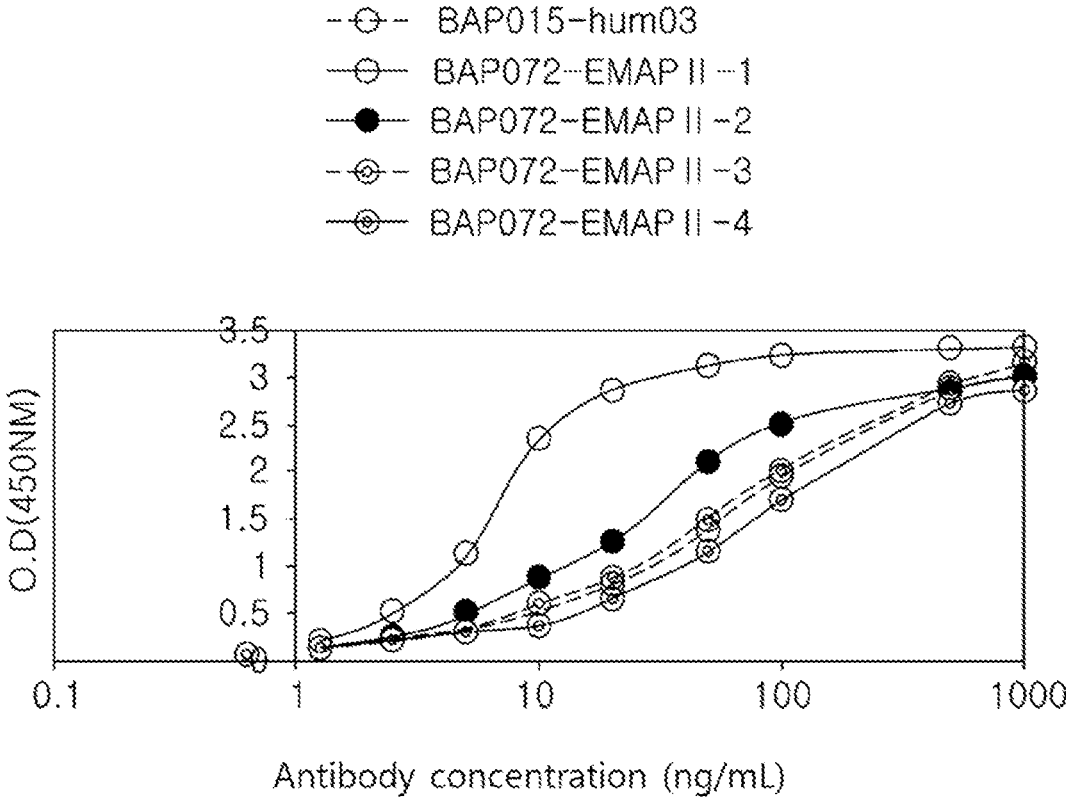 BAP015-hum03
BAP072-EMAP II -1
BAP072-EMAP II -2
BAP072-EMAP II -3
BAP072-EMAP II -4
O.D(450NM)
3.5
3
2.5
2
1.5
1
0.5
0
0.1 1 10 100 1000
Antibody concentration (ng/mL)